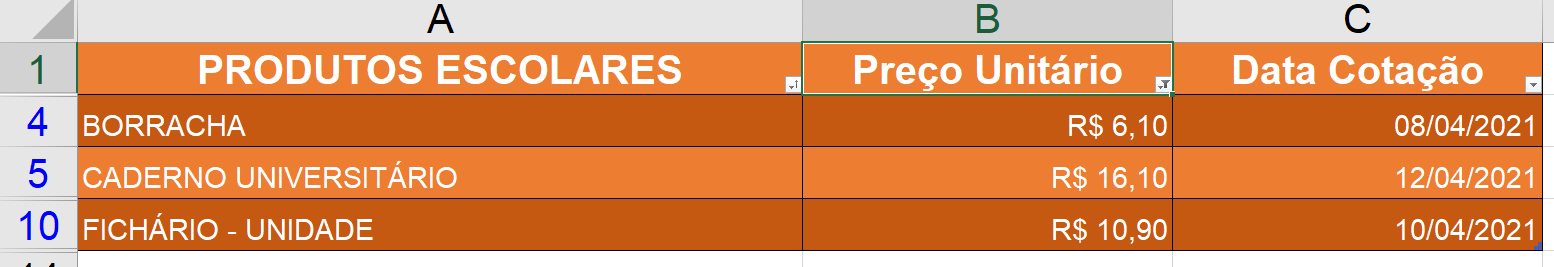 A B C
1 PRODUTOS ESCOLARES Preço Unitário Data Cotação
4 BORRACHA R$ 6,10 08/04/2021
5 CADERNO UNIVERSITÁRIO R$ 16,10 12/04/2021
10 FICHÁRIO - UNIDADE R$ 10,90 10/04/2021